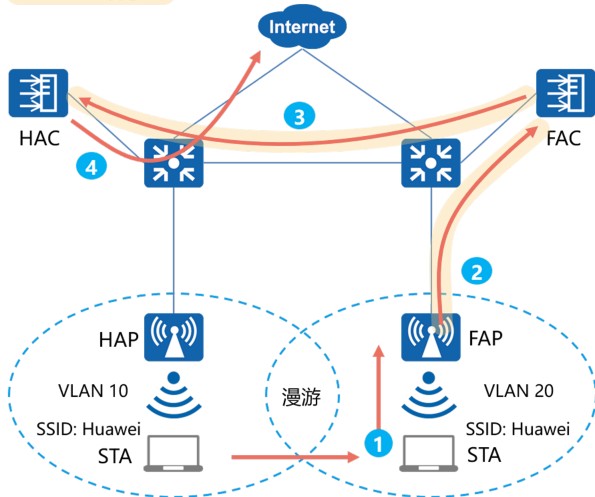 Internet
HAC
FAC
3
4
2
HAP
FAP
VLAN 10
漫游
VLAN 20
SSID: Huawei
1
SSID: Huawei
STA
STA